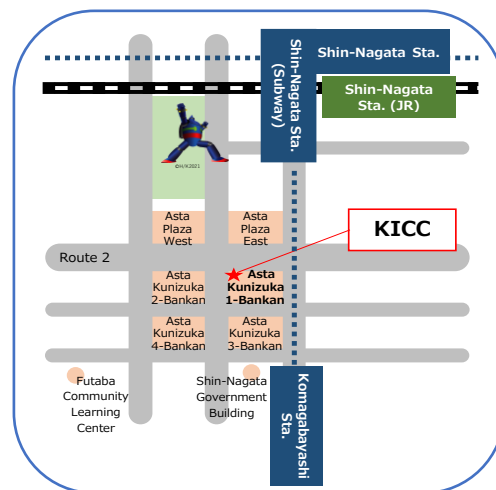 Shin-Nagata Sta.
Shin-Nagata Sta.
(Subway)
Shin-Nagata
Sta. (JR)
©H/K2021
Asta
Plaza
West
Asta
Plaza
East
KICC
Route 2
Asta
Kunizuka
2-Bankan
Asta
Kunizuka
1-Bankan
Asta
Kunizuka
4-Bankan
Asta
Kunizuka
3-Bankan
Futaba
Community
Learning
Center
Shin-Nagata
Government
Building
Komagabayashi
Sta.